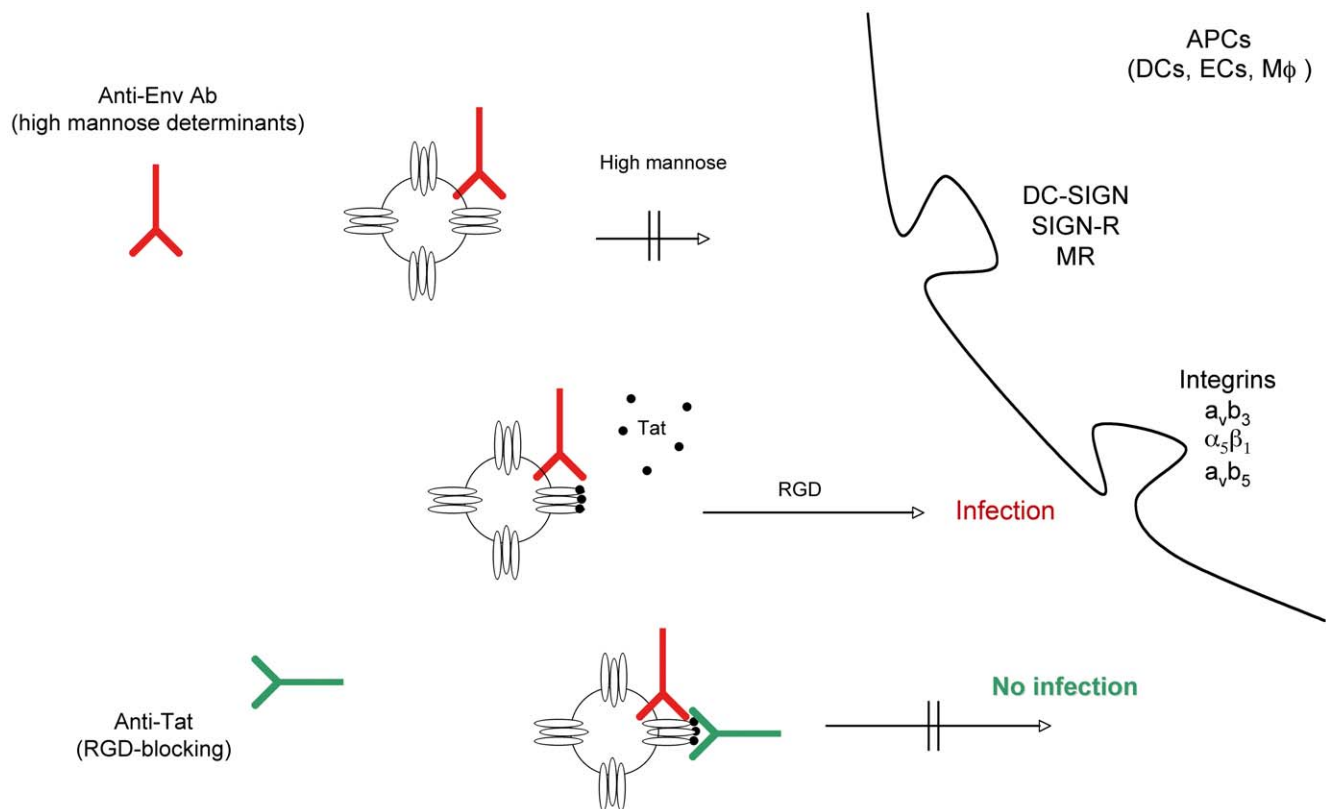 APCs
(DCs, ECs, Mϕ )
Anti-Env Ab
(high mannose determinants)
High mannose
DC-SIGN
SIGN-R
MR
Integrins
aᵥb₃
α₅β₁
aᵥb₅
Tat
RGD
Infection
No infection
Anti-Tat
(RGD-blocking)